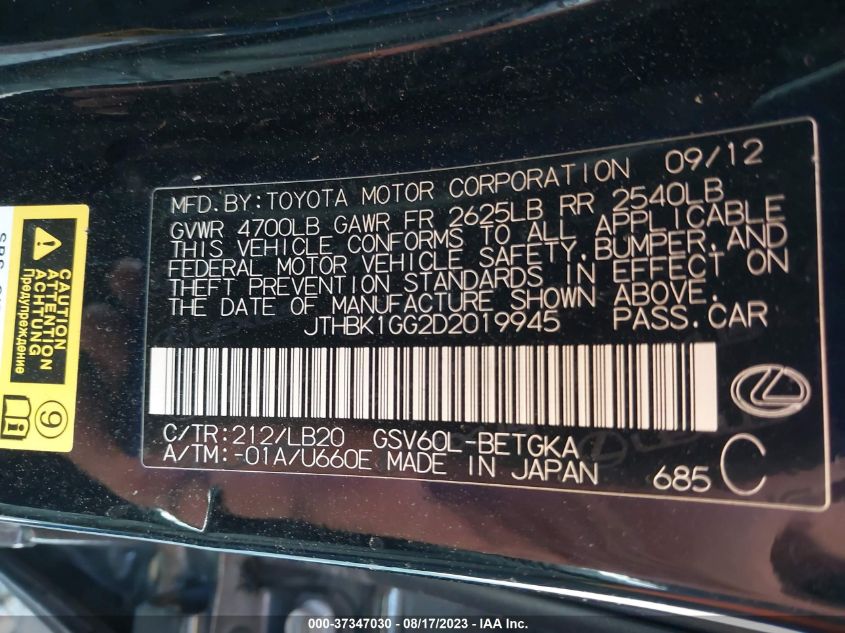 MFD.BY:TOYOTA MOTOR CORPORATION 09/12
GVWR 4700LB GAWR FR 2625LB RR 2540LB
THIS VEHICLE CONFORMS TO ALL APPLICABLE
FEDERAL MOTOR VEHICLE SAFETY,BUMPER,AND
THEFT PREVENTION STANDARDS IN EFFECT ON
THE DATE OF MANUFACTURE SHOWN ABOVE.
JTHBK1GG2D2019945 PASS.CAR
C/TR:212/LB20 GSV60L-BETGKA
A/TM:-01A/U660E MADE IN JAPAN
685 C
CAUTION
ATTENTION
ACHTUNG
Предупреждение
9
000-37347030 - 08/17/2023 - © IAA Inc.